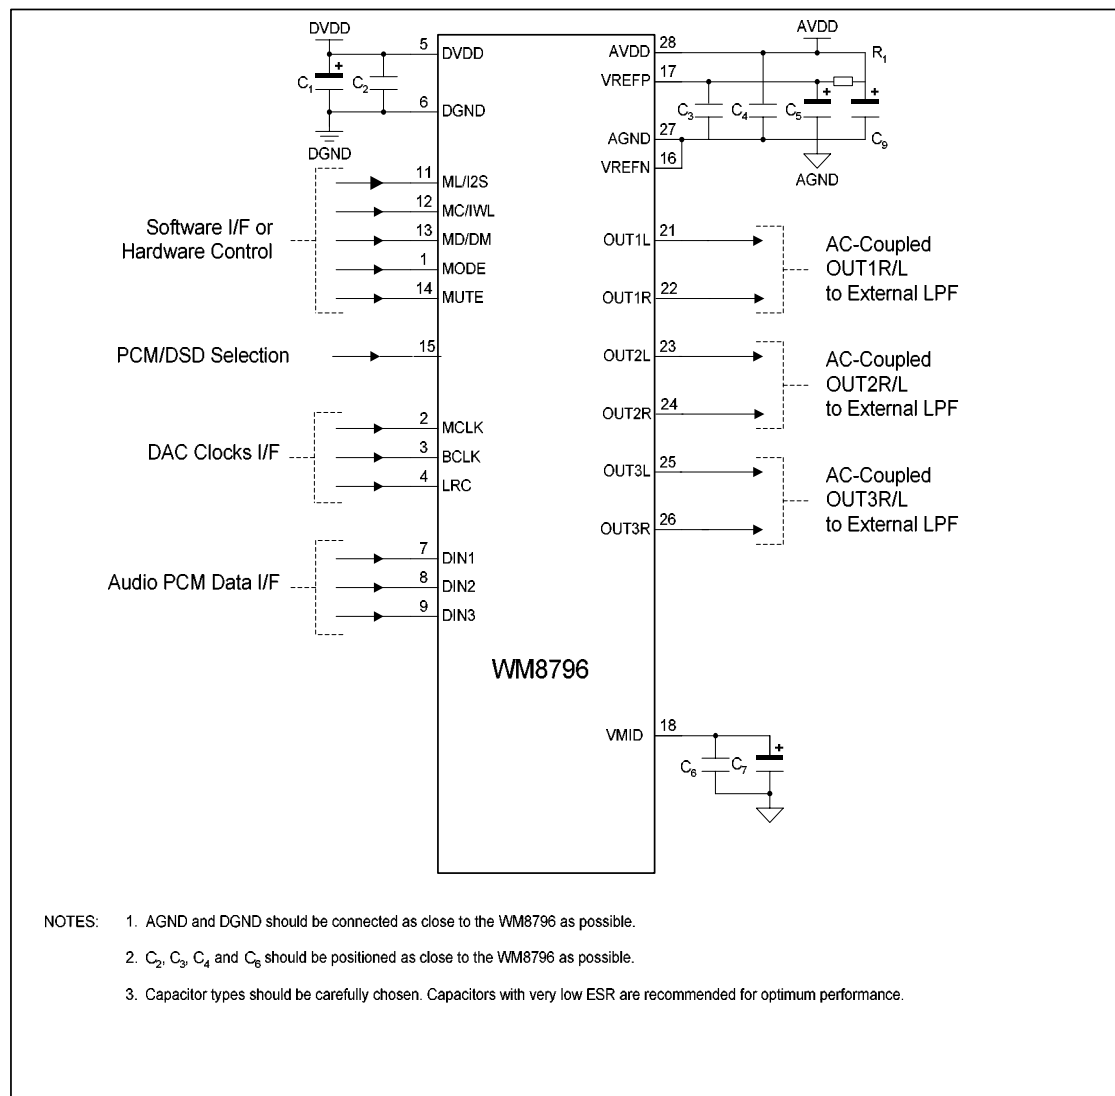 DVDD
5 DVDD
C1 +
C2
6 DGND
DGND
AVDD
AVDD 28
R1
VREFP 17
C3
C4
C5 +
+
C9
AGND 27
VREFN 16
AGND
Software I/F or
Hardware Control
11 ML/I2S
12 MC/IWL
13 MD/DM
1 MODE
14 MUTE
PCM/DSD Selection
15
DAC Clocks I/F
2 MCLK
3 BCLK
4 LRC
Audio PCM Data I/F
7 DIN1
8 DIN2
9 DIN3
OUT1L 21
OUT1R 22
AC-Coupled
OUT1R/L
to External LPF
OUT2L 23
OUT2R 24
AC-Coupled
OUT2R/L
to External LPF
OUT3L 25
OUT3R 26
AC-Coupled
OUT3R/L
to External LPF
WM8796
VMID 18
C6
C7 +
NOTES: 1. AGND and DGND should be connected as close to the WM8796 as possible.
2. C2, C3, C4 and C6 should be positioned as close to the WM8796 as possible.
3. Capacitor types should be carefully chosen. Capacitors with very low ESR are recommended for optimum performance.